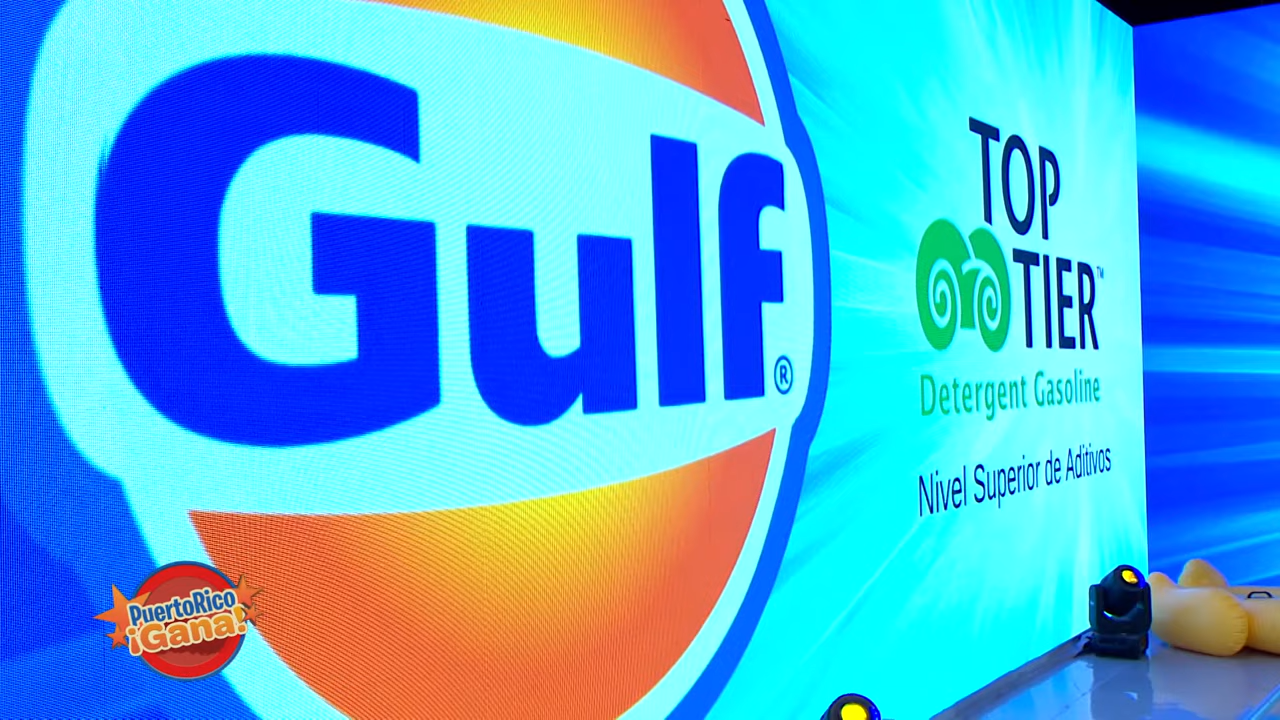 Gulf®
TOP
TIER™
Detergent Gasoline
Nivel Superior de Aditivos
PuertoRico
¡Gana!